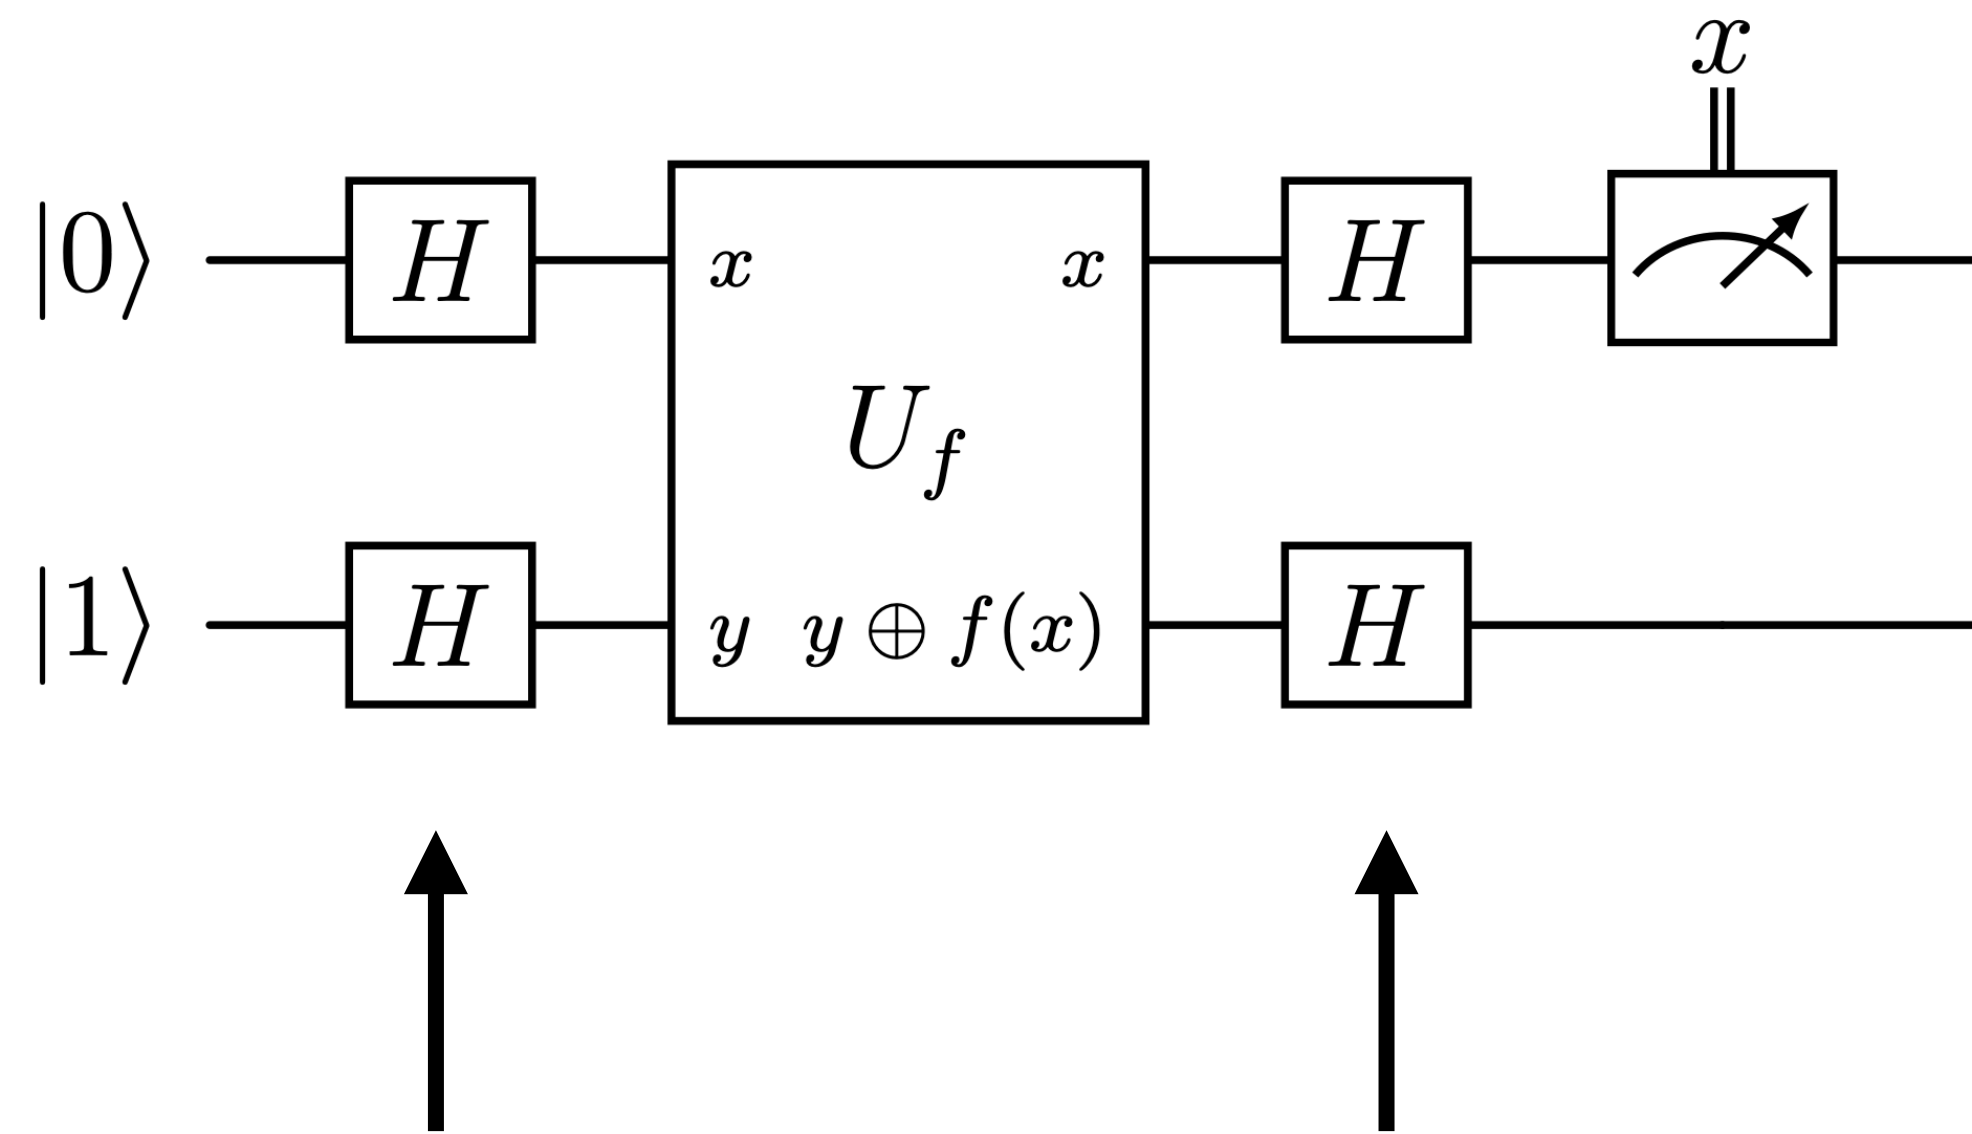 x
|0⟩ H x x H
U_f
|1⟩ H y y ⊕ f(x) H